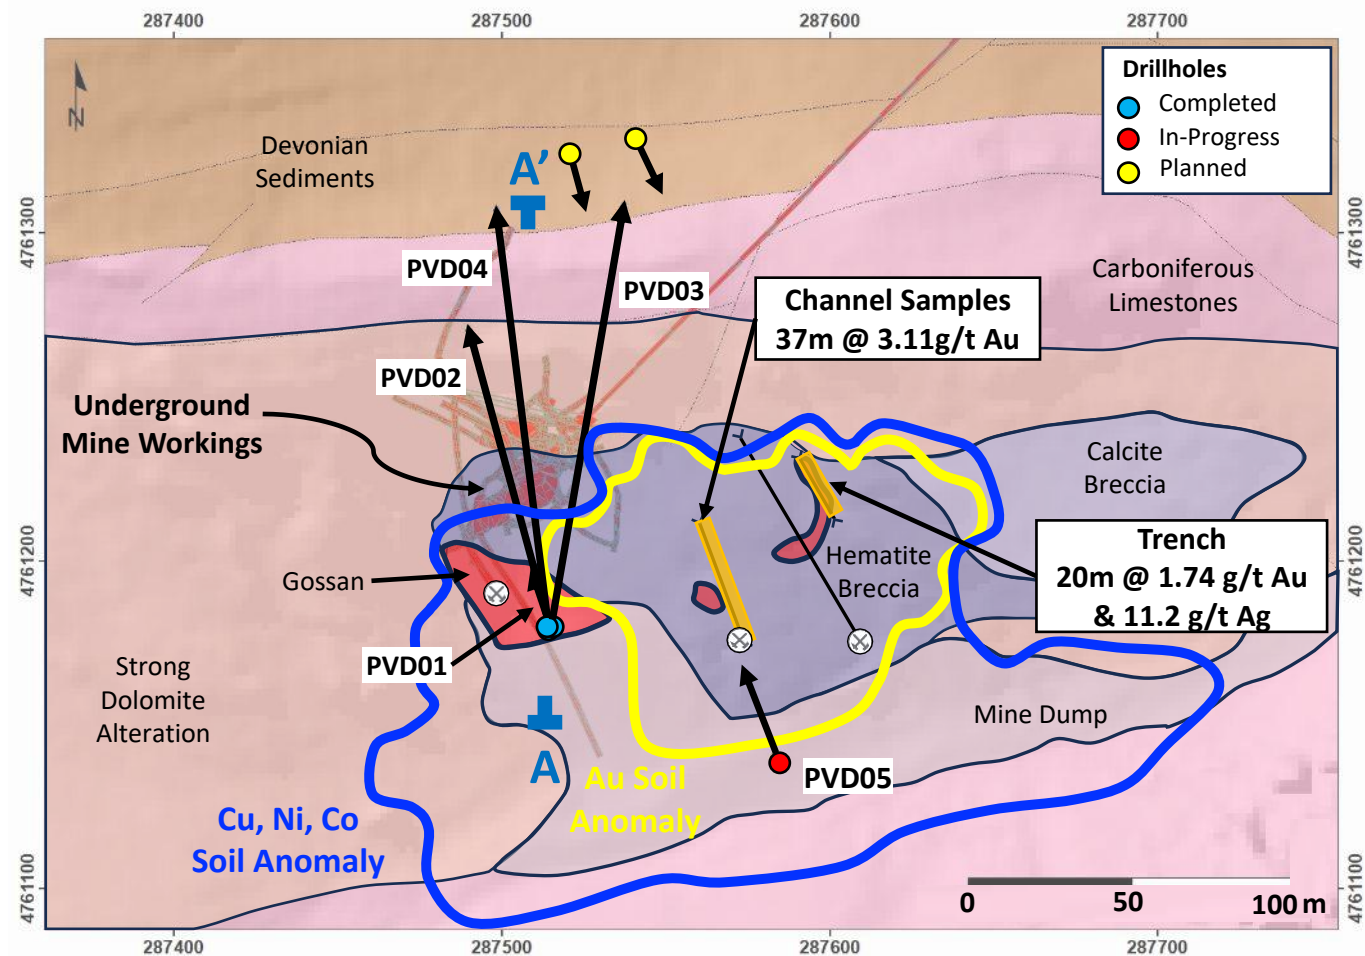 287400
287500
287600
287700
Drillholes
Completed
In-Progress
Planned
N
Devonian
Sediments
A’
4761300
4761300
PVD04
PVD03
Carboniferous
Limestones
Channel Samples
37m @ 3.11g/t Au
PVD02
Underground
Mine Workings
Calcite
Breccia
4761200
4761200
Trench
20m @ 1.74 g/t Au
& 11.2 g/t Ag
Hematite
Breccia
Gossan
PVD01
Strong
Dolomite
Alteration
Mine Dump
A
Au Soil
Anomaly
PVD05
Cu, Ni, Co
Soil Anomaly
4761100
4761100
0
50
100 m
287400
287500
287600
287700